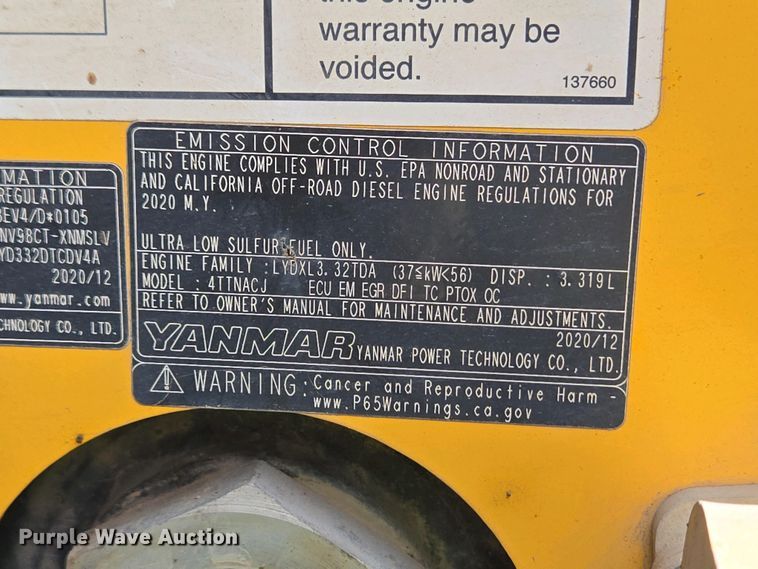 this engine
warranty may be
voided.
137660
EMISSION CONTROL INFORMATION
THIS ENGINE COMPLIES WITH U.S. EPA NONROAD AND STATIONARY
AND CALIFORNIA OFF-ROAD DIESEL ENGINE REGULATIONS FOR
2020 M.Y.
ULTRA LOW SULFUR FUEL ONLY.
ENGINE FAMILY : LYDXL3.32TDA (37≦kW<56) DISP. : 3.319L
MODEL : 4TTNACJ ECU EM EGR DFI TC PTOX OC
REFER TO OWNER'S MANUAL FOR MAINTENANCE AND ADJUSTMENTS.
2020/12
YANMAR YANMAR POWER TECHNOLOGY CO., LTD.
⚠ WARNING: Cancer and Reproductive Harm -
www.P65Warnings.ca.gov
MATION
REGULATION
EV4/D*0105
NV98CT-XNMSLV
YD332DTCDV4A
2020/12
w.yanmar.com
CHNOLOGY CO., LTD.
Purple Wave Auction